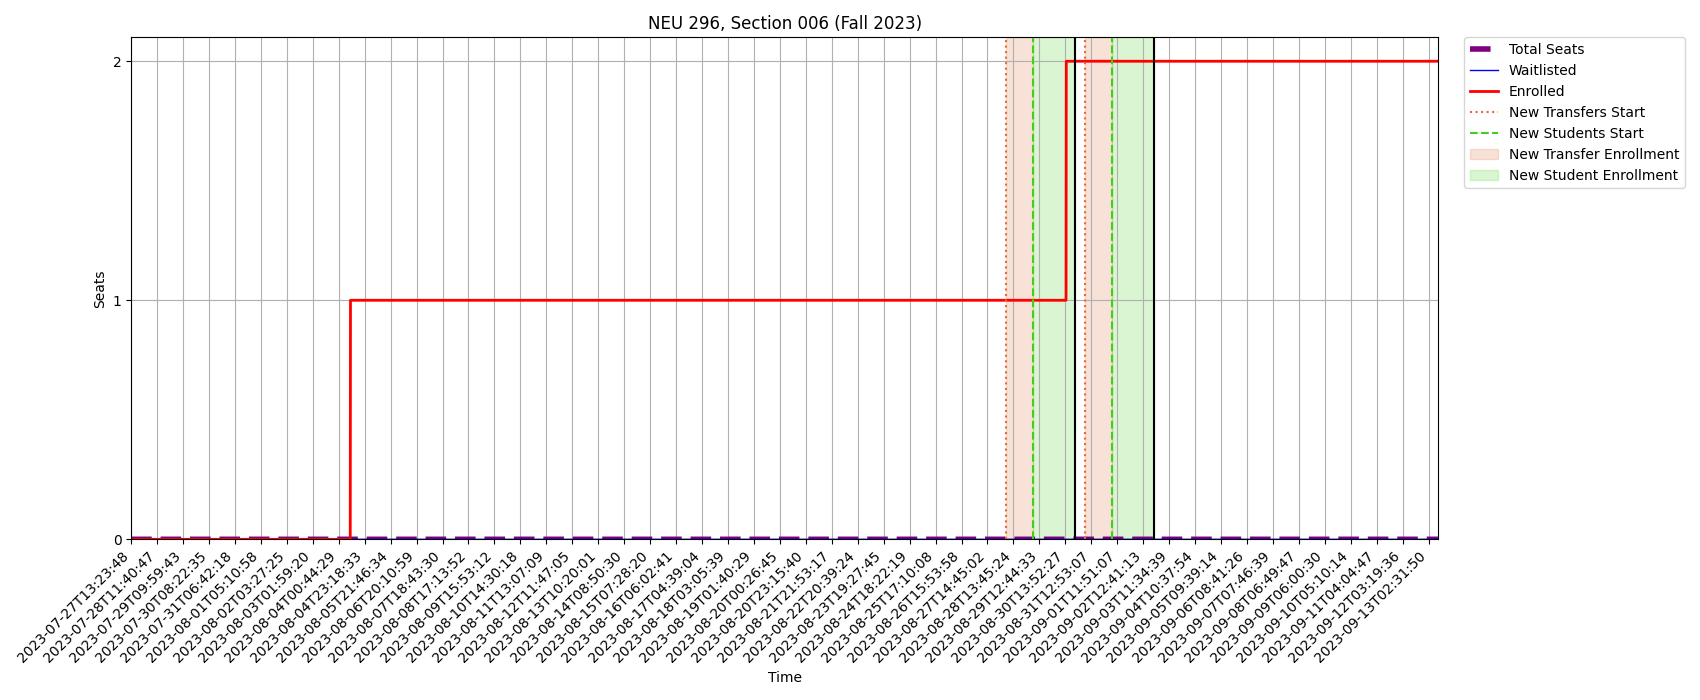 NEU 296, Section 006 (Fall 2023)
Total Seats
Waitlisted
Enrolled
New Transfers Start
New Students Start
New Transfer Enrollment
New Student Enrollment
Seats
2
1
0
2023-07-27T13:23:48
2023-07-28T11:40:47
2023-07-29T09:59:43
2023-07-30T08:22:35
2023-07-31T06:42:18
2023-08-01T05:10:58
2023-08-02T03:27:25
2023-08-03T01:59:20
2023-08-04T00:44:29
2023-08-04T23:18:33
2023-08-05T21:46:34
2023-08-06T20:10:59
2023-08-07T18:43:30
2023-08-08T17:13:52
2023-08-09T15:53:12
2023-08-10T14:30:18
2023-08-11T13:07:09
2023-08-12T11:47:05
2023-08-13T10:20:01
2023-08-14T08:50:30
2023-08-15T07:28:20
2023-08-16T06:02:41
2023-08-17T04:39:04
2023-08-18T03:05:39
2023-08-19T01:40:29
2023-08-20T00:26:45
2023-08-20T23:15:40
2023-08-21T21:53:17
2023-08-22T20:39:24
2023-08-23T19:27:45
2023-08-24T18:22:19
2023-08-25T17:10:08
2023-08-26T15:53:58
2023-08-27T14:45:02
2023-08-28T13:45:24
2023-08-29T12:44:33
2023-08-30T13:52:27
2023-08-31T12:53:07
2023-09-01T11:51:07
2023-09-02T12:41:13
2023-09-03T11:34:39
2023-09-04T10:37:54
2023-09-05T09:39:14
2023-09-06T08:41:26
2023-09-07T07:46:39
2023-09-08T06:49:47
2023-09-09T06:00:30
2023-09-10T05:10:14
2023-09-11T04:04:47
2023-09-12T03:19:36
2023-09-13T02:31:50
Time